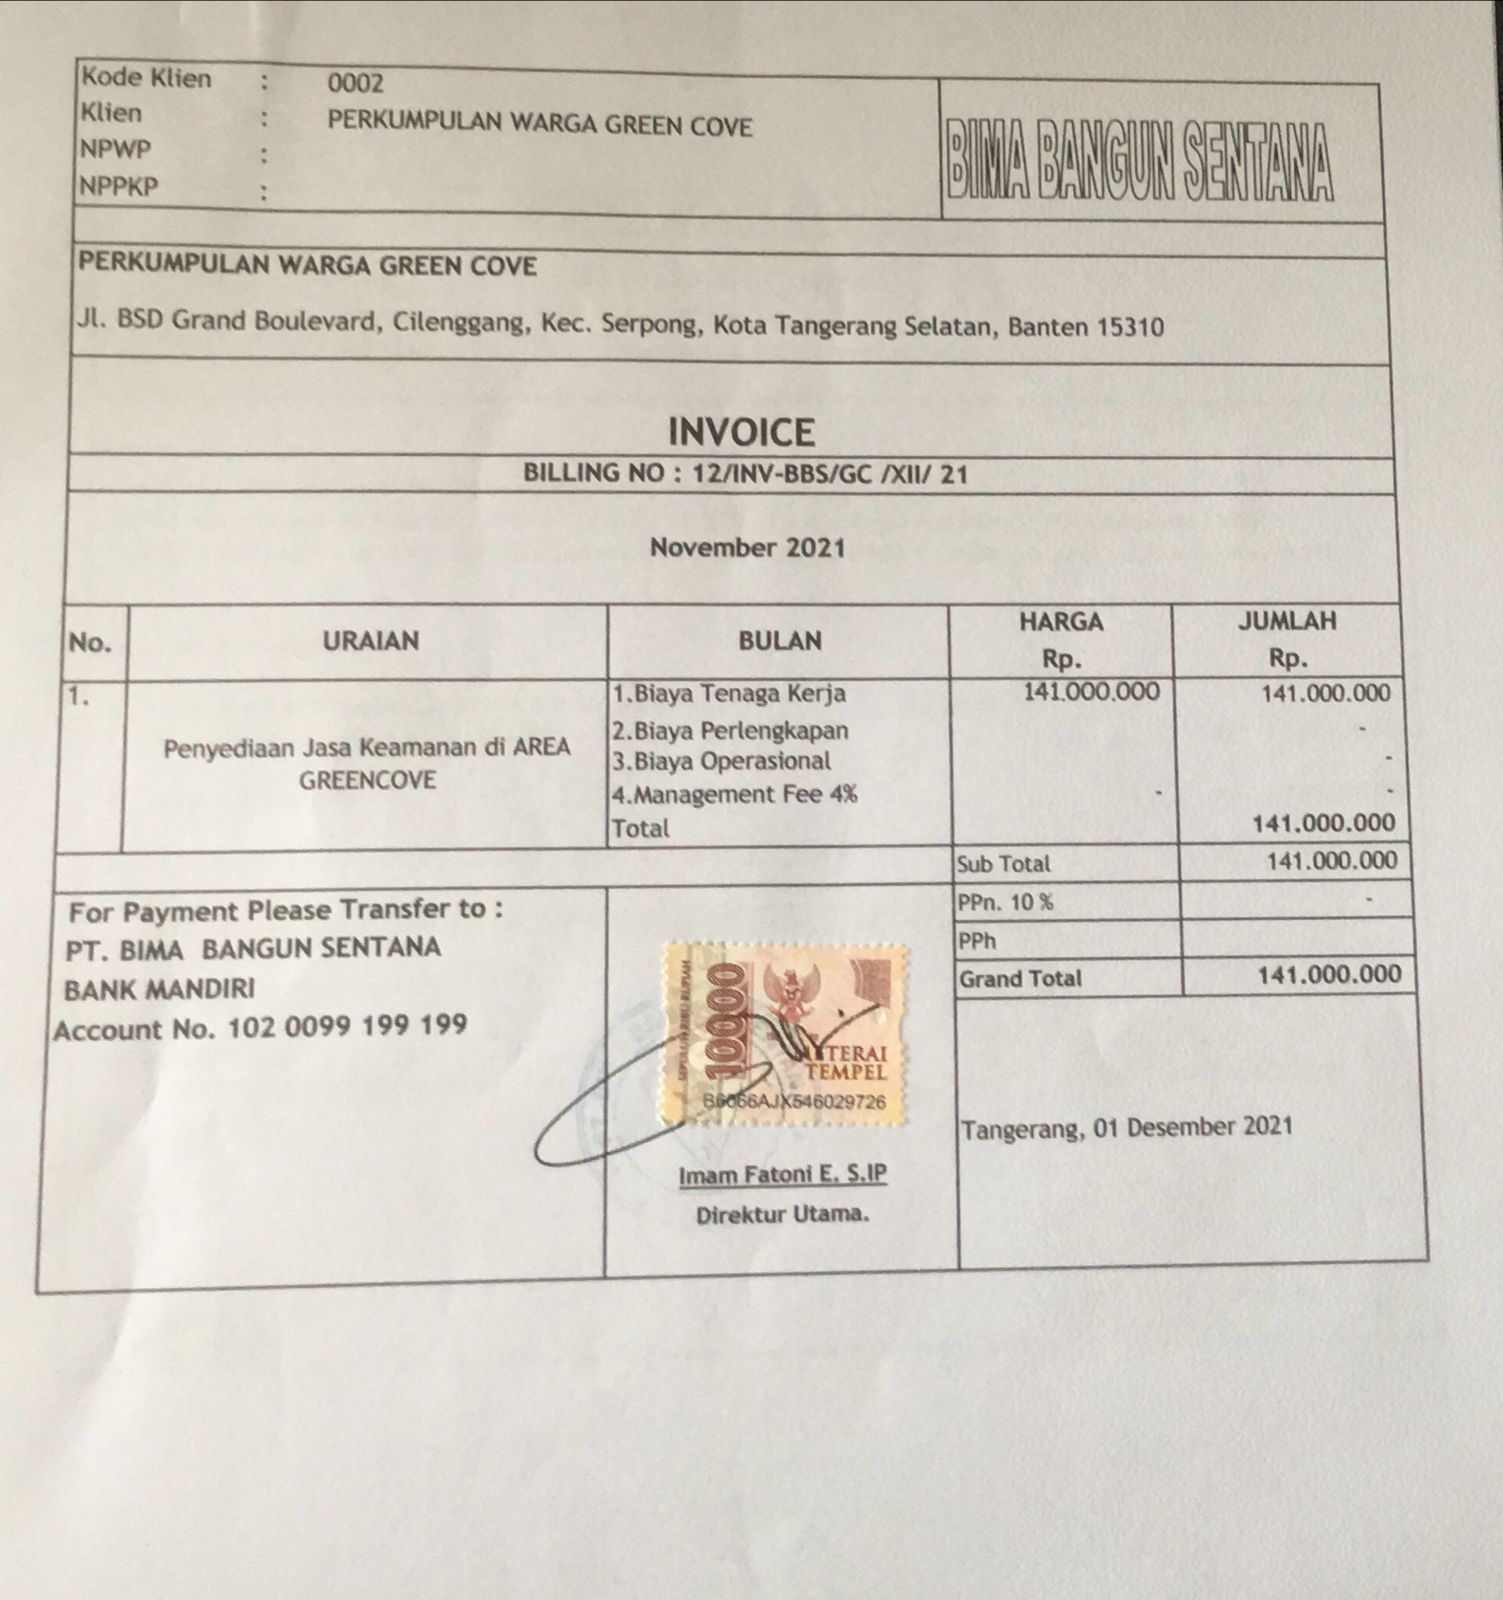 Kode Klien : 0002
Klien : PERKUMPULAN WARGA GREEN COVE
NPWP :
NPPKP :
BIMA BANGUN SENTANA
PERKUMPULAN WARGA GREEN COVE
Jl. BSD Grand Boulevard, Cilenggang, Kec. Serpong, Kota Tangerang Selatan, Banten 15310
INVOICE
BILLING NO : 12/INV-BBS/GC /XII/ 21
November 2021
No. URAIAN BULAN HARGA Rp. JUMLAH Rp.
1. 1.Biaya Tenaga Kerja 141.000.000 141.000.000
2.Biaya Perlengkapan -
Penyediaan Jasa Keamanan di AREA
GREENCOVE
3.Biaya Operasional -
4.Management Fee 4% - -
Total 141.000.000
Sub Total 141.000.000
PPn. 10 % -
PPh
Grand Total 141.000.000
For Payment Please Transfer to :
PT. BIMA BANGUN SENTANA
BANK MANDIRI
Account No. 102 0099 199 199
SEPULUH RIBU RUPIAH
10000
TERAI
TEMPEL
B6066AJX546029726
Imam Fatoni E. S.IP
Direktur Utama.
Tangerang, 01 Desember 2021